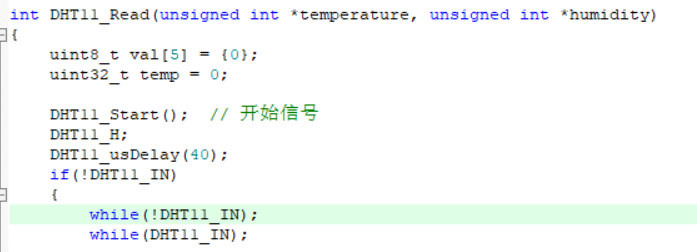 int DHT11_Read(unsigned int *temperature, unsigned int *humidity)
{
    uint8_t val[5] = {0};
    uint32_t temp = 0;

    DHT11_Start();  // 开始信号
    DHT11_H;
    DHT11_usDelay(40);
    if(!DHT11_IN)
    {
        while(!DHT11_IN);
        while(DHT11_IN);